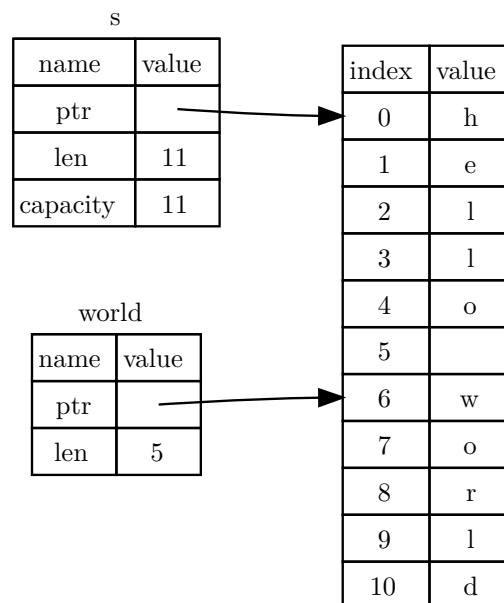 s
name value
ptr
len 11
capacity 11
world
name value
ptr
len 5
index value
0 h
1 e
2 l
3 l
4 o
5
6 w
7 o
8 r
9 l
10 d